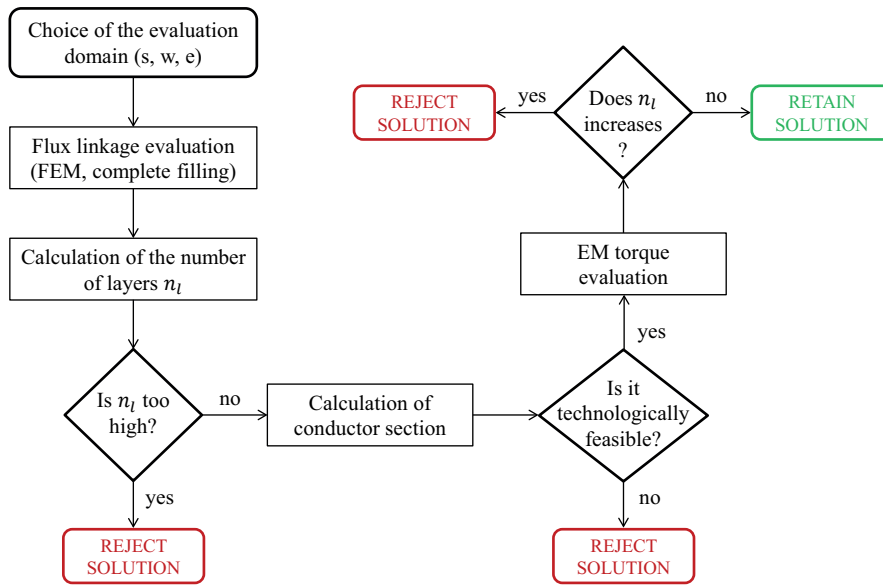 Choice of the evaluation
domain (s, w, e)
Flux linkage evaluation
(FEM, complete filling)
Calculation of the number
of layers n_l
Is n_l too
high?
yes
REJECT
SOLUTION
no
Calculation of
conductor section
Is it
technologically
feasible?
no
REJECT
SOLUTION
yes
EM torque
evaluation
Does n_l
increases
?
yes
REJECT
SOLUTION
no
RETAIN
SOLUTION